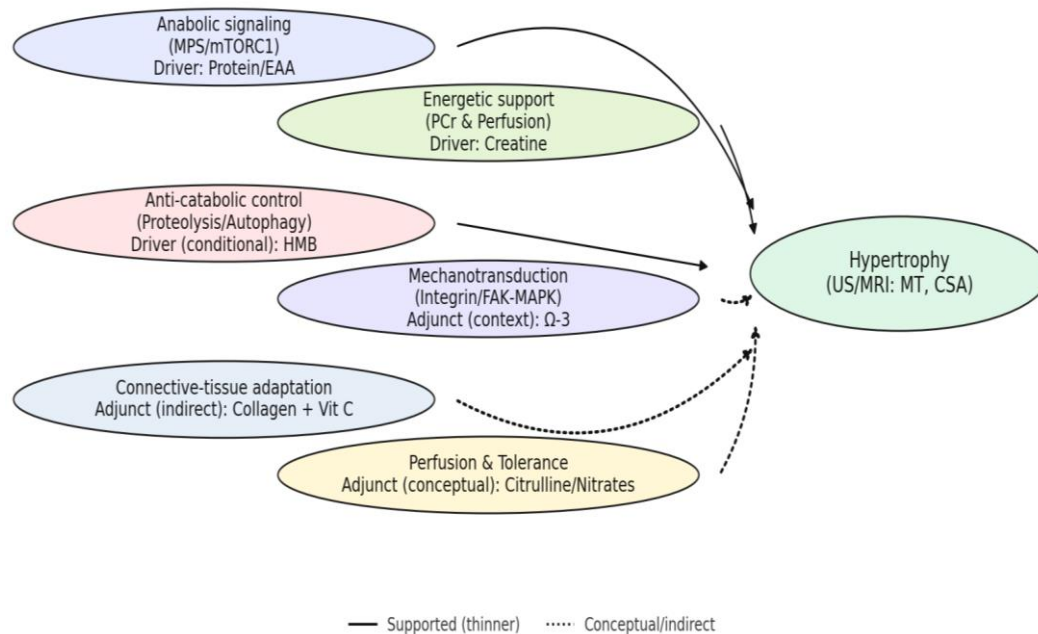 Anabolic signaling
(MPS/mTORC1)
Driver: Protein/EAA
Energetic support
(PCr & Perfusion)
Driver: Creatine
Anti-catabolic control
(Proteolysis/Autophagy)
Driver (conditional): HMB
Mechanotransduction
(Integrin/FAK-MAPK)
Adjunct (context): Ω-3
Hypertrophy
(US/MRI: MT, CSA)
Connective-tissue adaptation
Adjunct (indirect): Collagen + Vit C
Perfusion & Tolerance
Adjunct (conceptual): Citrulline/Nitrates
Supported (thinner)
Conceptual/indirect